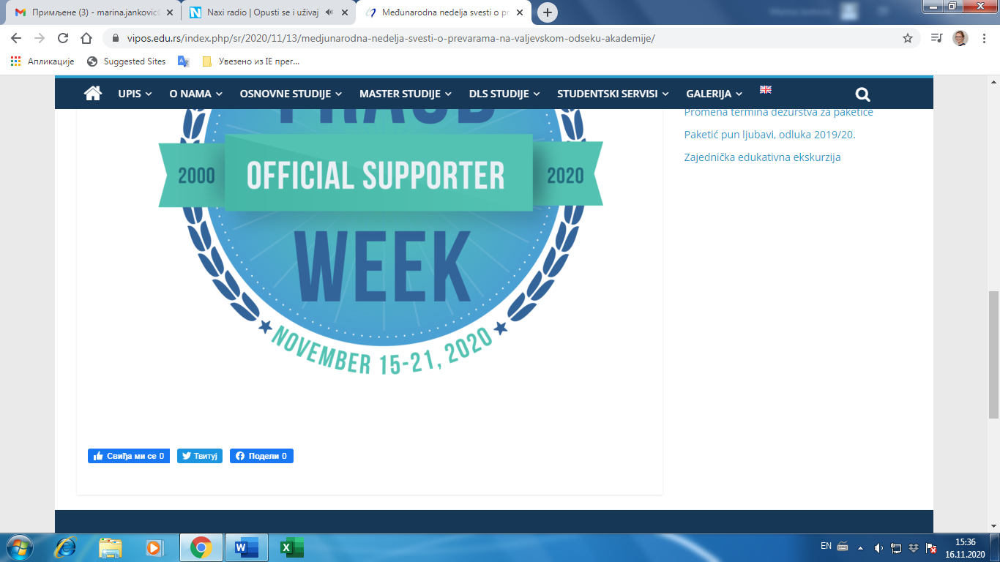 Примљене (3) - marina.jankovic
Naxi radio | Opusti se i uživaj
Međunarodna nedelja svesti o pr
vipos.edu.rs/index.php/sr/2020/11/13/medjunarodna-nedelja-svesti-o-prevarama-na-valjevskom-odseku-akademije/
Апликације
Suggested Sites
Увезено из IE прег...
UPIS
O NAMA
OSNOVNE STUDIJE
MASTER STUDIJE
DLS STUDIJE
STUDENTSKI SERVISI
GALERIJA
FRAUD
2000 OFFICIAL SUPPORTER 2020
WEEK
NOVEMBER 15-21, 2020
Promena termina dežurstva za paketiće
Paketić pun ljubavi, odluka 2019/20.
Zajednička edukativna ekskurzija
Свиђа ми се 0
Твитуј
Подели 0
EN
15:36
16.11.2020